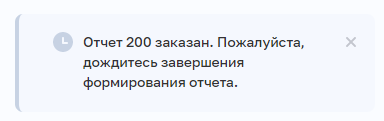 Отчет 200 заказан. Пожалуйста,
дождитесь завершения
формирования отчета.